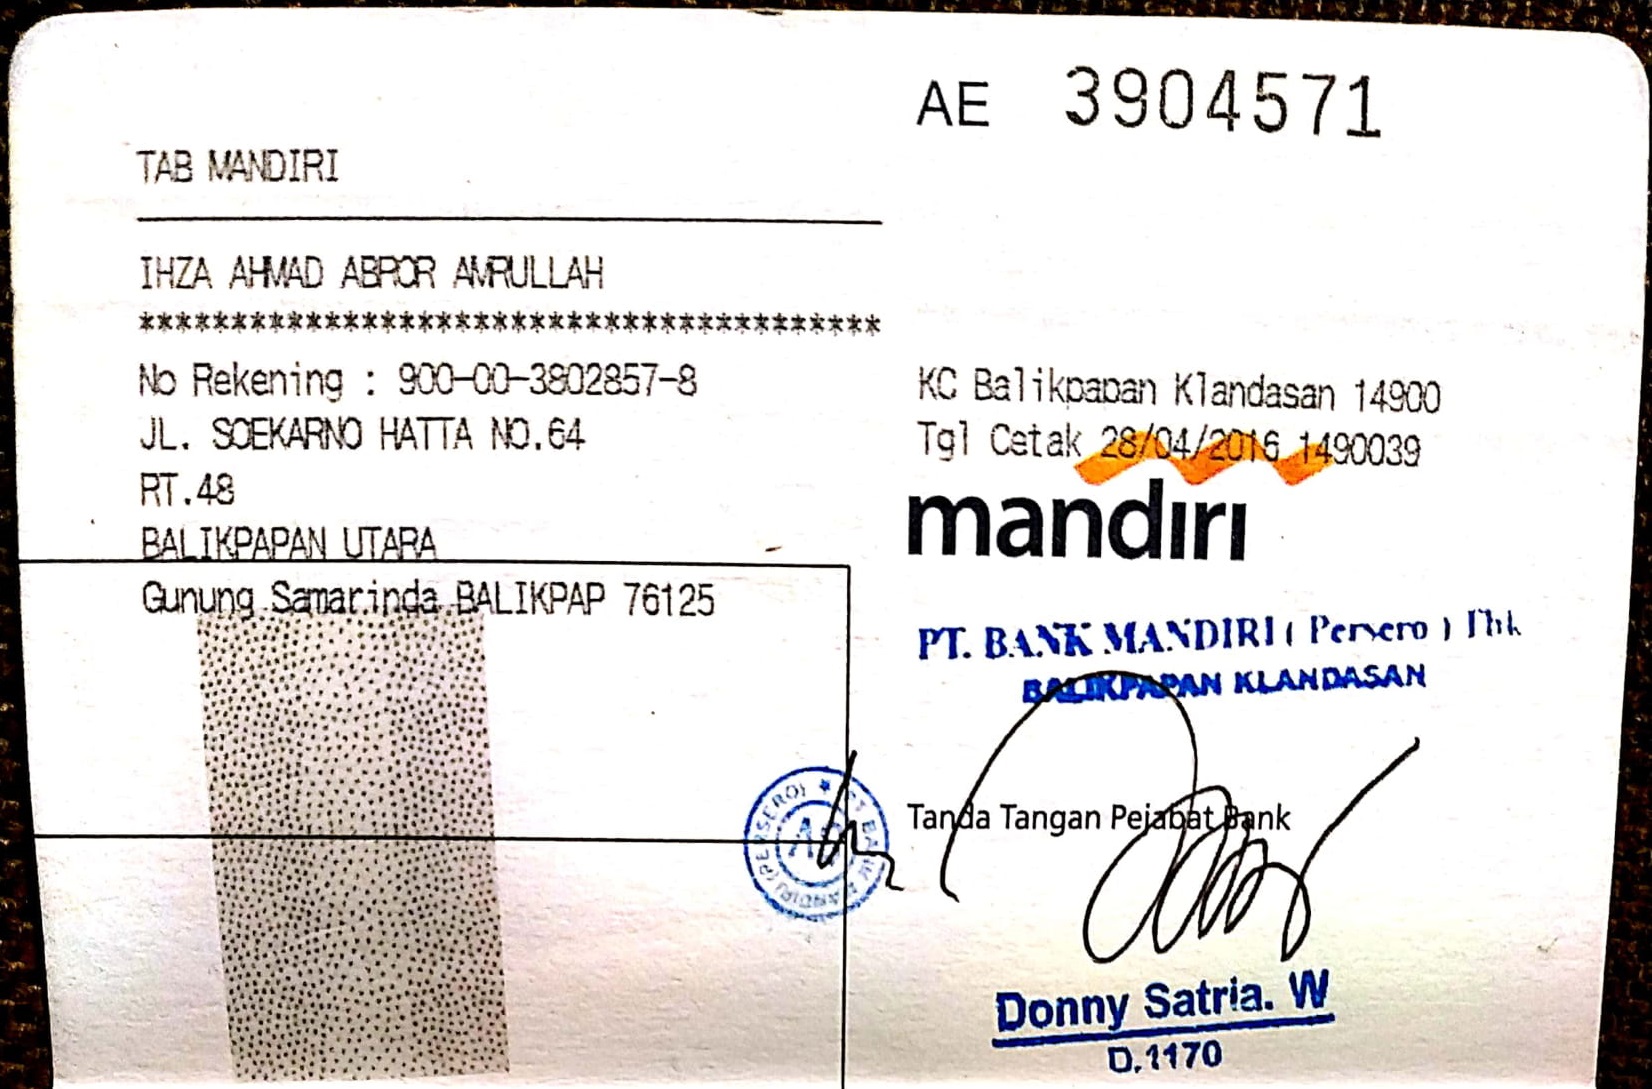 AE 3904571
TAB MANDIRI
IHZA AHMAD ABROR AMRULLAH
****************************************
No Rekening : 900-00-3802857-8
JL. SOEKARNO HATTA NO.64
RT.48
BALIKPAPAN UTARA
Gunung Samarinda.BALIKPAP 76125
KC Balikpapan Klandasan 14900
Tgl Cetak 28/04/2016 1490039
mandiri
PT. BANK MANDIRI ( Persero ) Tbk
BALIKPAPAN KLANDASAN
PT BANK MANDIRI (PERSERO)
Tanda Tangan Pejabat Bank
Donny Satria. W
D.1170